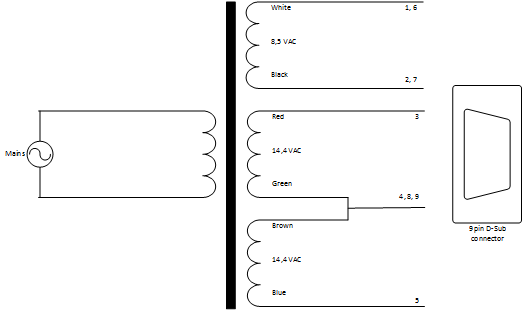 White 1, 6
8,5 VAC
Black 2, 7
Red 3
Mains 14,4 VAC
Green 4, 8, 9
Brown 9 pin D-Sub
connector
14,4 VAC
Blue 5